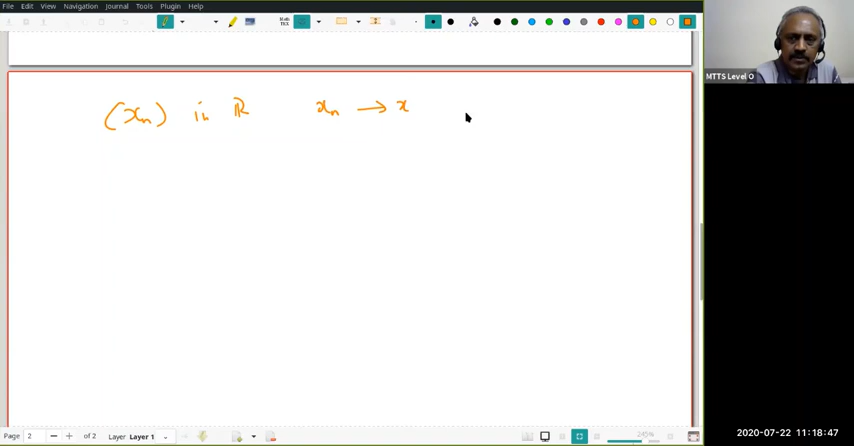 File Edit View Navigation Journal Tools Plugin Help
MTTS Level O
(xₙ) in ℝ xₙ → x
Page 2 of 2 Layer Layer 1 245%
2020-07-22 11:18:47